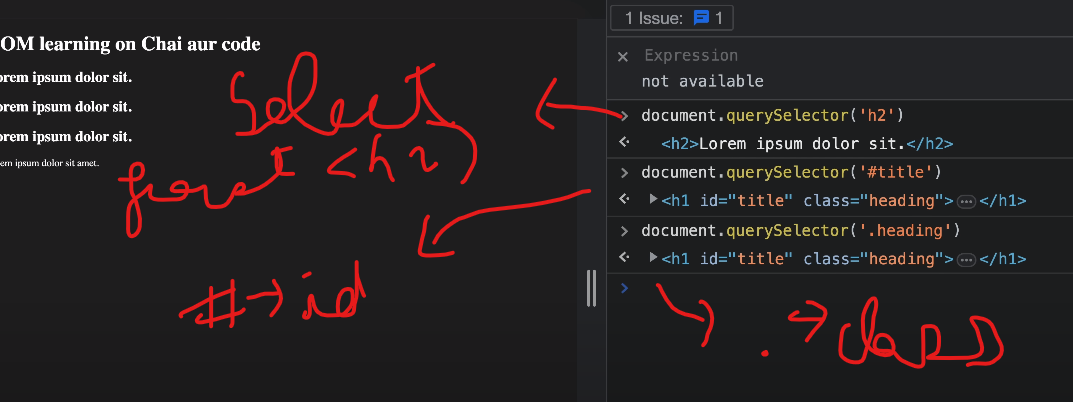 OM learning on Chai aur code
orem ipsum dolor sit.
orem ipsum dolor sit.
orem ipsum dolor sit.
em ipsum dolor sit amet.
Select
<h2>
# → id
1 Issue: 1
Expression
not available
document.querySelector('h2')
<h2>Lorem ipsum dolor sit.</h2>
document.querySelector('#title')
<h1 id="title" class="heading">…</h1>
document.querySelector('.heading')
<h1 id="title" class="heading">…</h1>
. → class